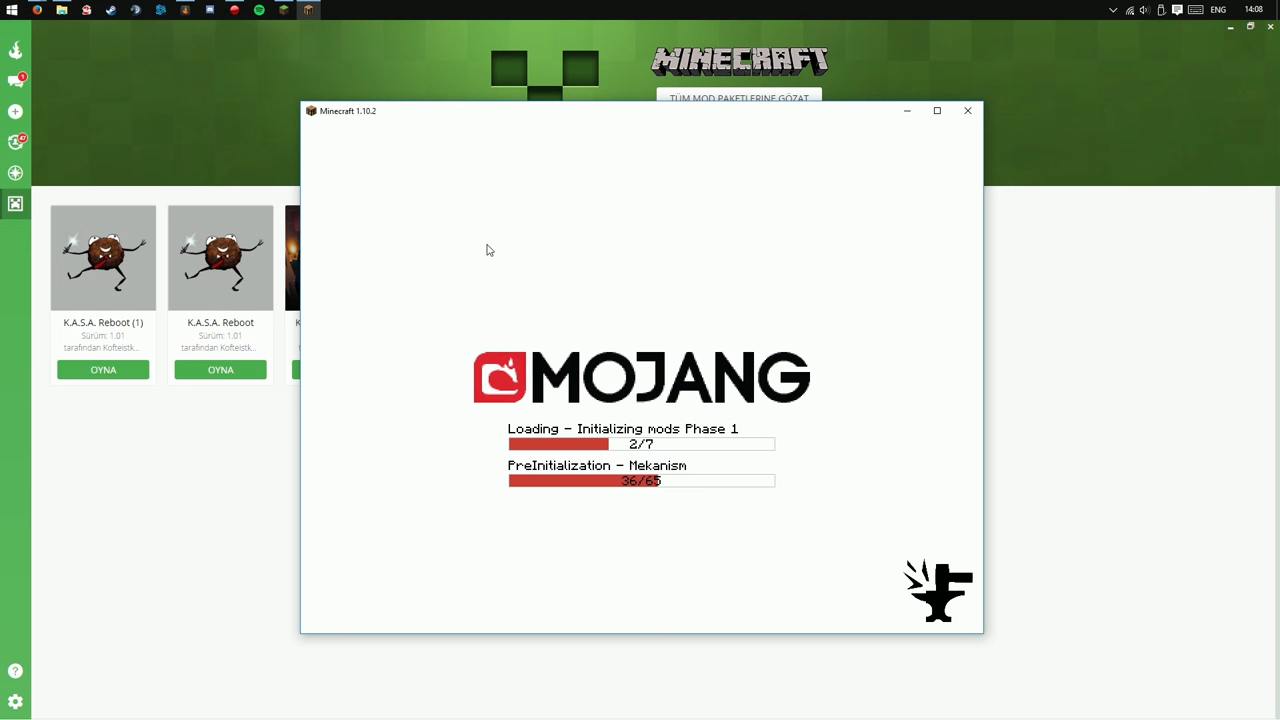 ENG
14:08
MINECRAFT
TÜM MOD PAKETLERİNE GÖZAT
Minecraft 1.10.2
1
47
K.A.S.A. Reboot (1)
Sürüm: 1.01
tarafından Kofteistk...
OYNA
K.A.S.A. Reboot
Sürüm: 1.01
tarafından Kofteistk...
OYNA
K
MOJANG
Loading - Initializing mods Phase 1
2/7
PreInitialization - Mekanism
36/65
?